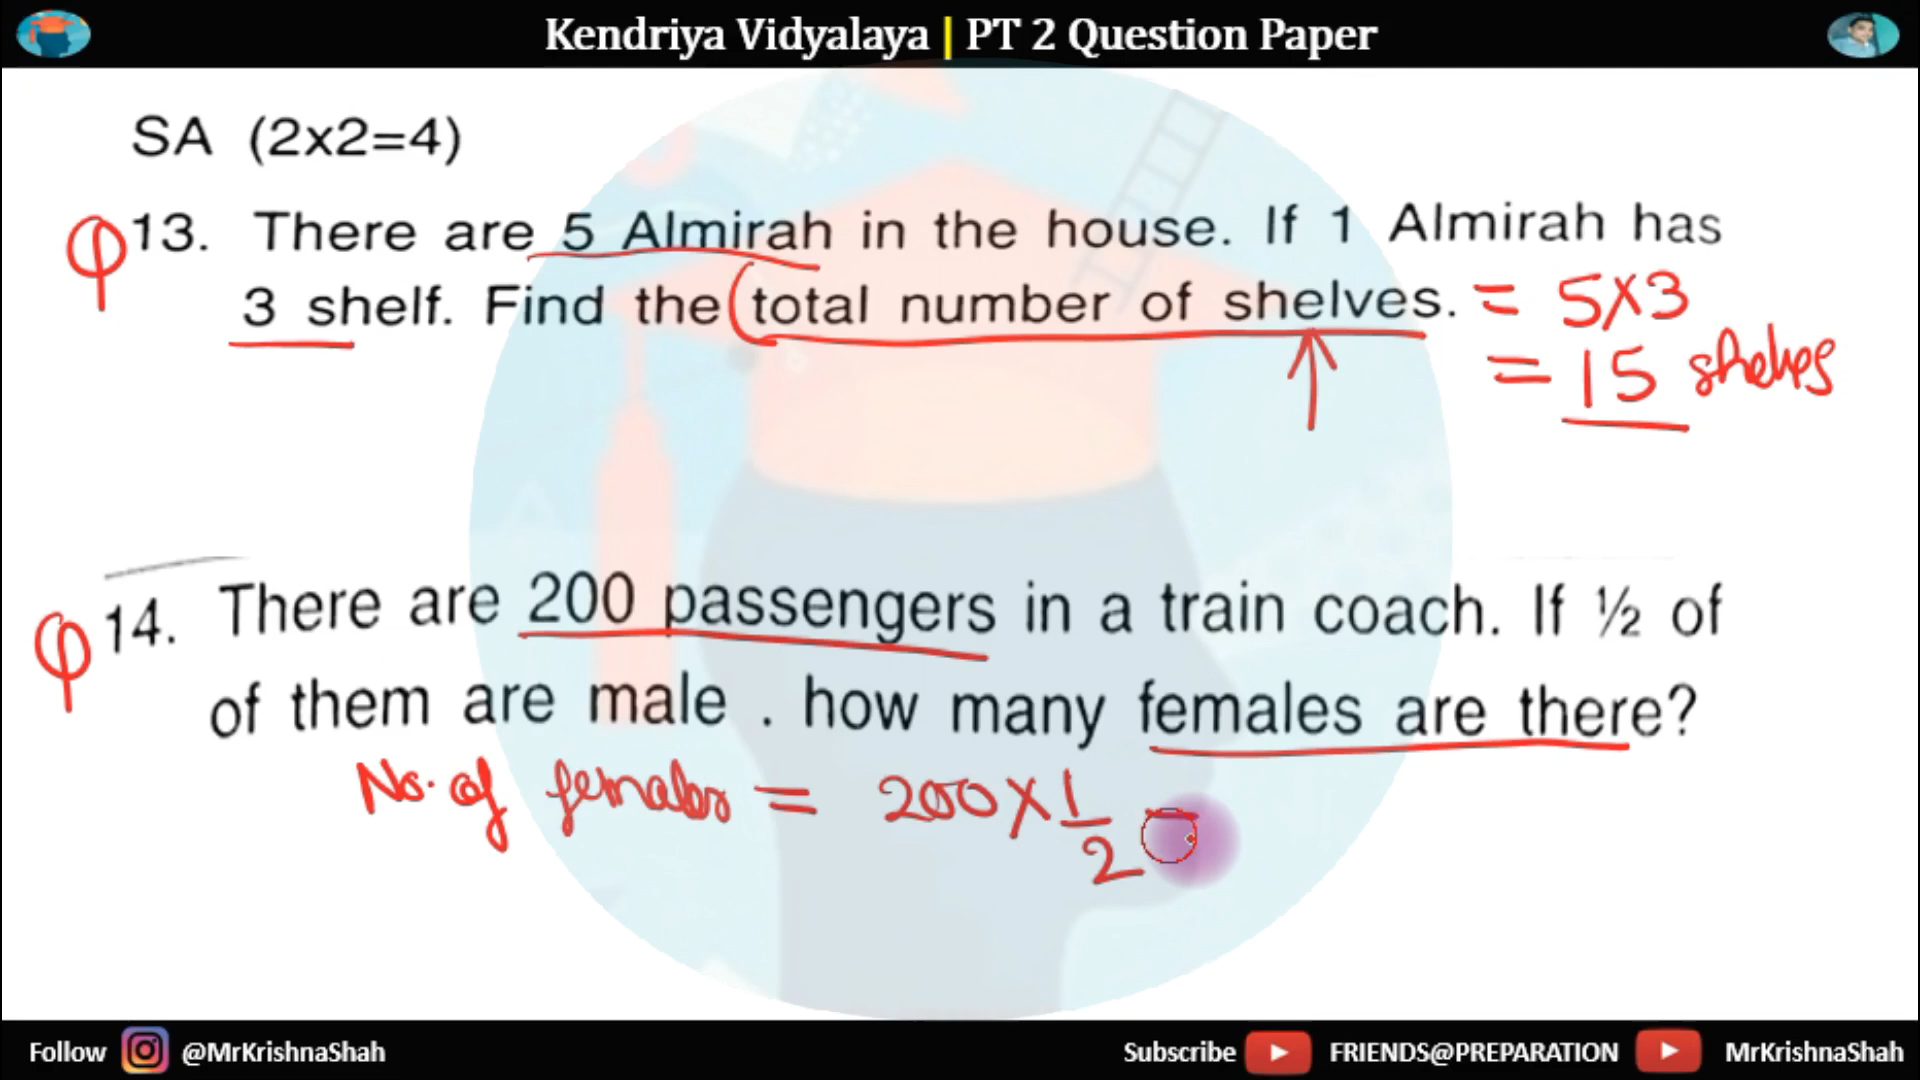 Kendriya Vidyalaya | PT 2 Question Paper
SA (2x2=4)
13. There are 5 Almirah in the house. If 1 Almirah has
3 shelf. Find the total number of shelves. = 5x3
= 15 shelves
14. There are 200 passengers in a train coach. If ½ of
of them are male . how many females are there?
No. of females = 200 x 1/2 =
Follow @MrKrishnaShah Subscribe FRIENDS@PREPARATION MrKrishnaShah